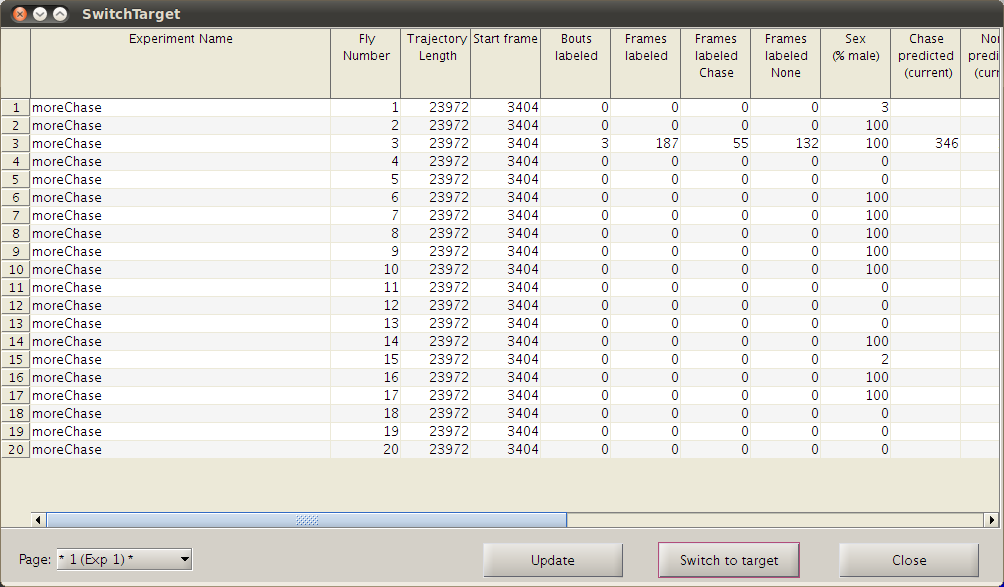 SwitchTarget
Experiment Name Fly Number Trajectory Length Start frame Bouts labeled Frames labeled Frames labeled Chase Frames labeled None Sex (% male) Chase predicted (current)
1 moreChase 1 23972 3404 0 0 0 0 3
2 moreChase 2 23972 3404 0 0 0 0 100
3 moreChase 3 23972 3404 3 187 55 132 100 346
4 moreChase 4 23972 3404 0 0 0 0 0
5 moreChase 5 23972 3404 0 0 0 0 0
6 moreChase 6 23972 3404 0 0 0 0 100
7 moreChase 7 23972 3404 0 0 0 0 100
8 moreChase 8 23972 3404 0 0 0 0 100
9 moreChase 9 23972 3404 0 0 0 0 100
10 moreChase 10 23972 3404 0 0 0 0 100
11 moreChase 11 23972 3404 0 0 0 0 0
12 moreChase 12 23972 3404 0 0 0 0 0
13 moreChase 13 23972 3404 0 0 0 0 0
14 moreChase 14 23972 3404 0 0 0 0 100
15 moreChase 15 23972 3404 0 0 0 0 2
16 moreChase 16 23972 3404 0 0 0 0 100
17 moreChase 17 23972 3404 0 0 0 0 100
18 moreChase 18 23972 3404 0 0 0 0 0
19 moreChase 19 23972 3404 0 0 0 0 0
20 moreChase 20 23972 3404 0 0 0 0 0
Page: * 1 (Exp 1) * Update Switch to target Close